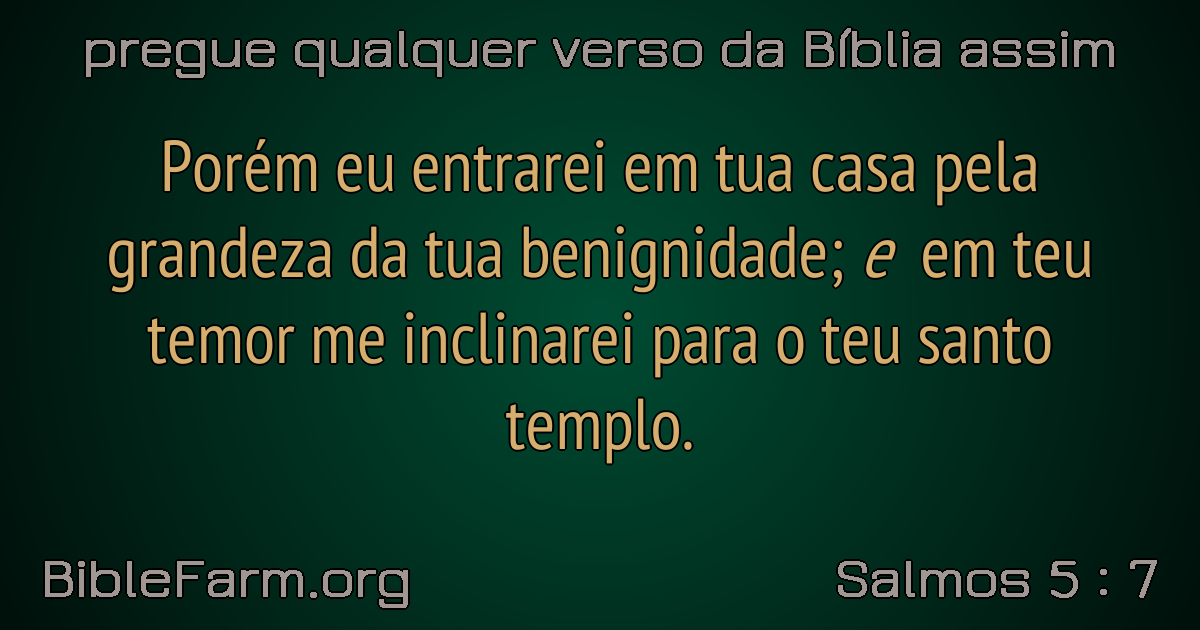 pregue qualquer verso da Bíblia assim
Porém eu entrarei em tua casa pela
grandeza da tua benignidade; e em teu
temor me inclinarei para o teu santo
templo.
BibleFarm.org
Salmos 5 : 7